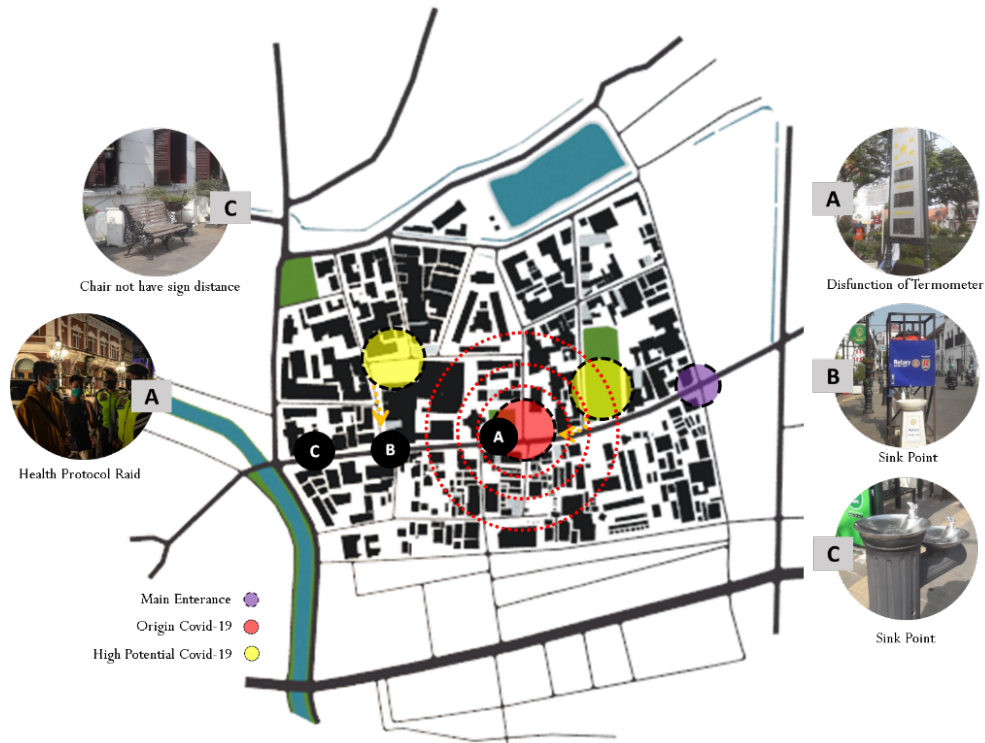 C
Chair not have sign distance
A
Health Protocol Raid
A
Disfunction of Termometer
B
Rotary
Sink Point
C
Sink Point
A
B
C
Main Enterance
Origin Covid-19
High Potential Covid-19